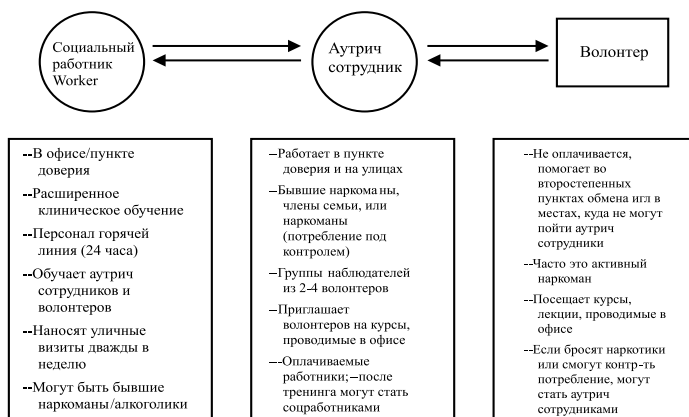 Социальный
работник
Worker
Аутрич
сотрудник
Волонтер
--В офисе/пункте
доверия
--Расширенное
клиническое обучение
--Персонал горячей
линия (24 часа)
--Обучает аутрич
сотрудников и
волонтеров
--Наносят уличные
визиты дважды в
неделю
--Могут быть бывшие
наркоманы/алкоголики
–Работает в пункте
доверия и на улицах
–Бывшие наркоманы,
члены семьи, или
наркоманы
(потребление под
контролем)
–Группы наблюдателей
из 2-4 волонтеров
–Приглашает
волонтеров на курсы,
проводимые в офисе
–-Оплачиваемые
работники;–после
тренинга могут стать
соцработниками
--Не оплачивается,
помогает во
второстепенных
пунктах обмена игл в
местах, куда не могут
пойти аутрич
сотрудники
--Часто это активный
наркоман
--Посещает курсы,
лекции, проводимые в
офисе
--Если бросят наркотики
или смогут контр-ть
потребление, могут
стать аутрич
сотрудниками